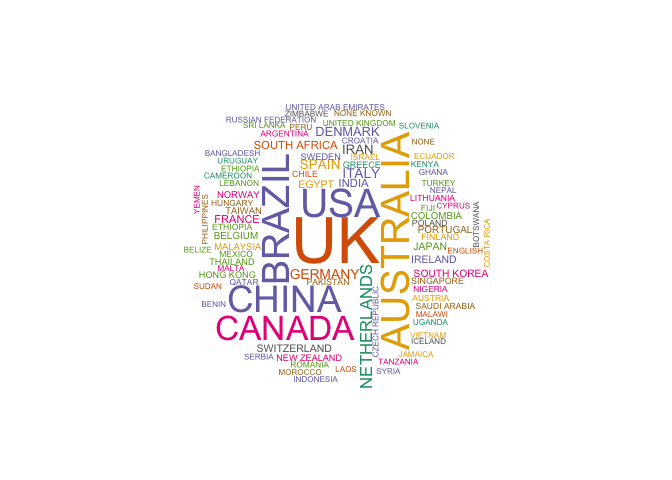 UNITED ARAB EMIRATES
ZIMBABWE
NONE KNOWN
RUSSIAN FEDERATION
SRI LANKA
PERU
UNITED KINGDOM
SLOVENIA
ARGENTINA
DENMARK
CROATIA
NONE
SOUTH AFRICA
IRAN
BANGLADESH
SWEDEN
ISRAEL
ECUADOR
URUGUAY
SPAIN
GREECE
KENYA
ETHIOPIA
CHILE
ITALY
GHANA
CAMEROON
LEBANON
EGYPT
INDIA
TURKEY
NEPAL
YEMEN
NORWAY
BRAZIL
USA
AUSTRALIA
LITHUANIA
HUNGARY
CYPRUS
PHILIPPINES
TAIWAN
FIJI
COLOMBIA
BOTSWANA
FRANCE
UK
POLAND
COSTA RICA
ETHIOPIA
PORTUGAL
BELGIUM
FINLAND
MALAYSIA
JAPAN
BELIZE
MEXICO
ENGLISH
THAILAND
IRELAND
MALTA
HONG KONG
GERMANY
SOUTH KOREA
QATAR
PAKISTAN
SINGAPORE
SUDAN
NETHERLANDS
NIGERIA
CHINA
CZECH REPUBLIC
AUSTRIA
BENIN
SAUDI ARABIA
MALAWI
CANADA
UGANDA
VIETNAM
ICELAND
SWITZERLAND
SERBIA
NEW ZEALAND
JAMAICA
ROMANIA
TANZANIA
MOROCCO
LAOS
SYRIA
INDONESIA